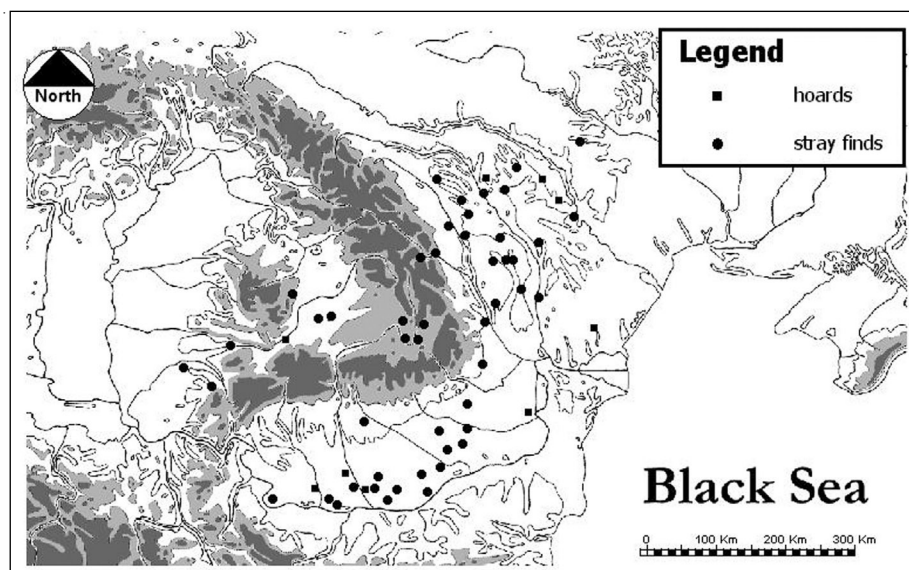 North
Legend
hoards
stray finds
Black Sea
0 100 Km 200 Km 300 Km